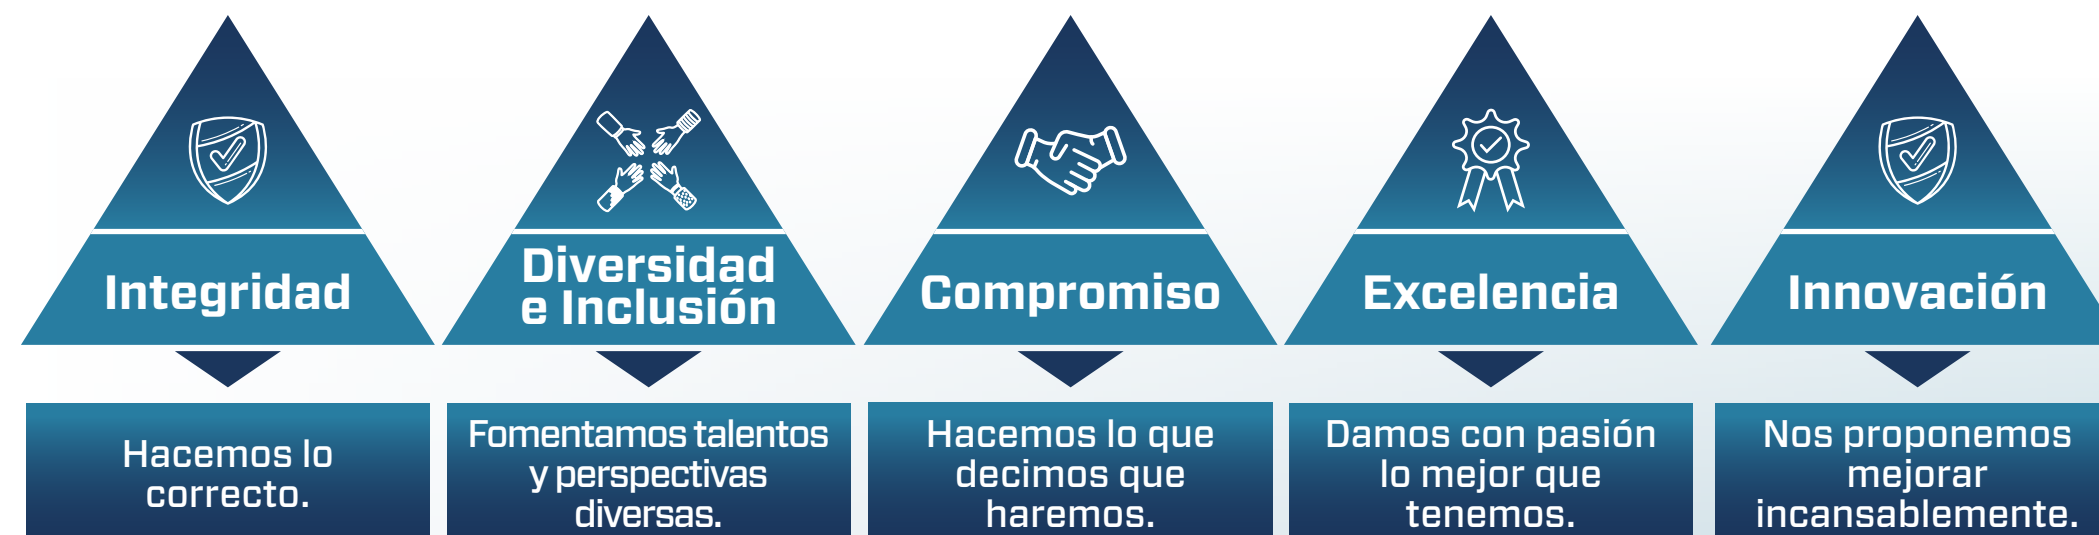 Integridad
Hacemos lo
correcto.
Diversidad
e Inclusión
Fomentamos talentos
y perspectivas
diversas.
Compromiso
Hacemos lo que
decimos que
haremos.
Excelencia
Damos con pasión
lo mejor que
tenemos.
Innovación
Nos proponemos
mejorar
incansablemente.